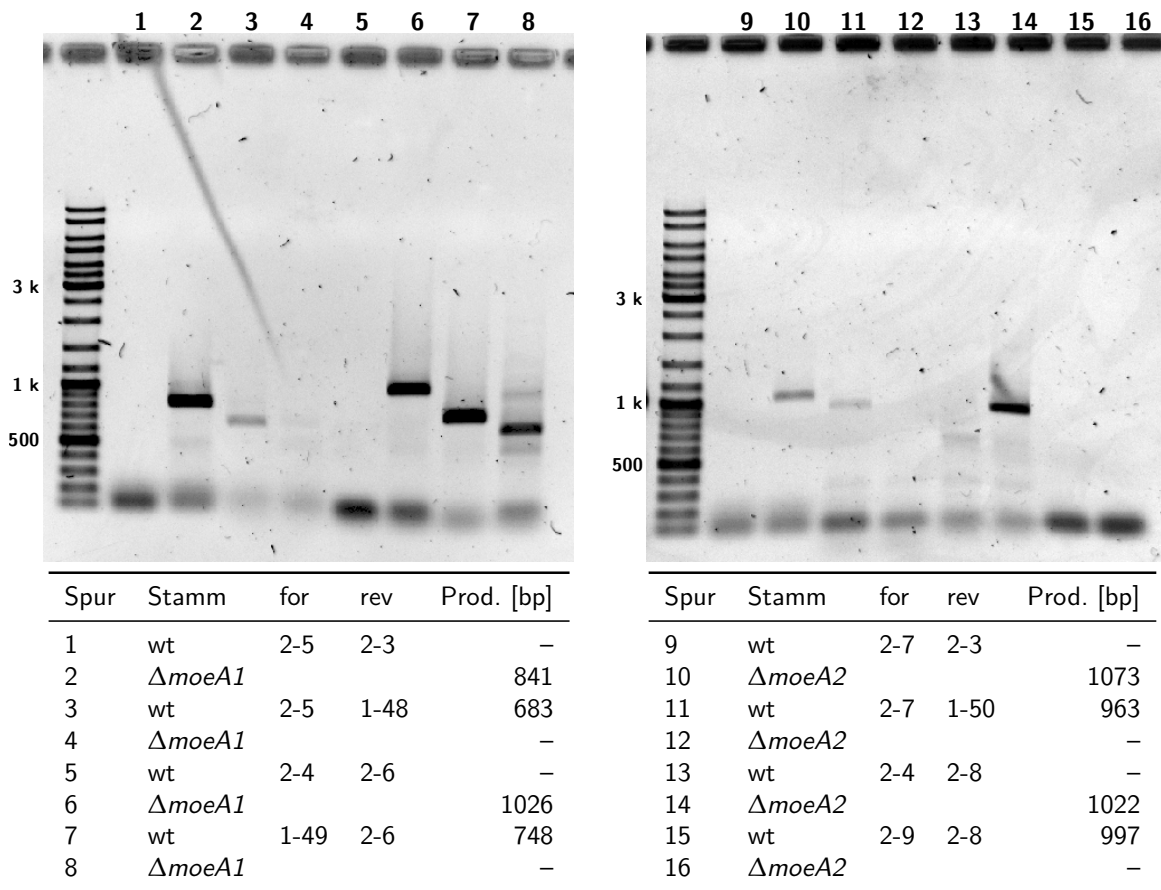 1 2 3 4 5 6 7 8
3 k
1 k
500
Spur Stamm for rev Prod. [bp]
1 wt 2-5 2-3 –
2 ΔmoeA1 841
3 wt 2-5 1-48 683
4 ΔmoeA1 –
5 wt 2-4 2-6 –
6 ΔmoeA1 1026
7 wt 1-49 2-6 748
8 ΔmoeA1 –
9 10 11 12 13 14 15 16
3 k
1 k
500
Spur Stamm for rev Prod. [bp]
9 wt 2-7 2-3 –
10 ΔmoeA2 1073
11 wt 2-7 1-50 963
12 ΔmoeA2 –
13 wt 2-4 2-8 –
14 ΔmoeA2 1022
15 wt 2-9 2-8 997
16 ΔmoeA2 –